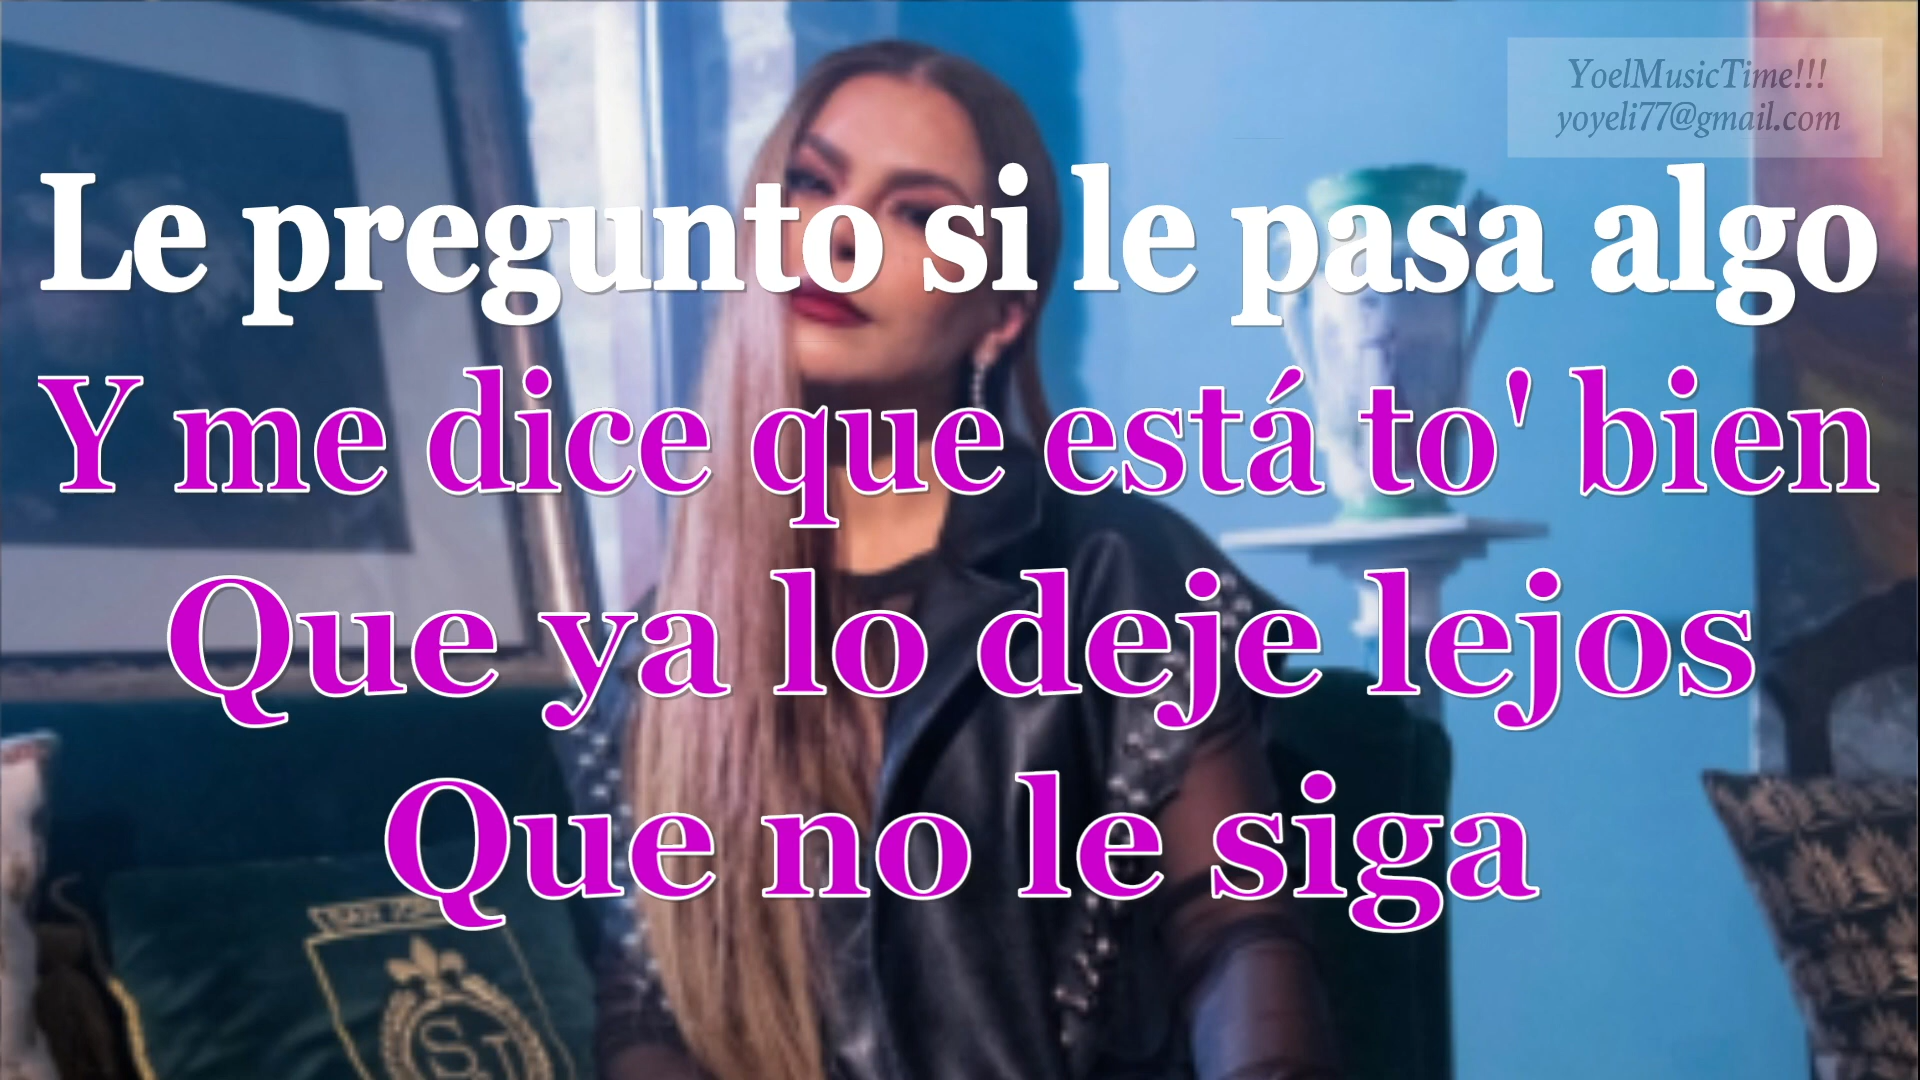 YoelMusicTime!!!
yoyeli77@gmail.com
Le pregunto si le pasa algo
Y me dice que está to' bien
Que ya lo deje lejos
Que no le siga